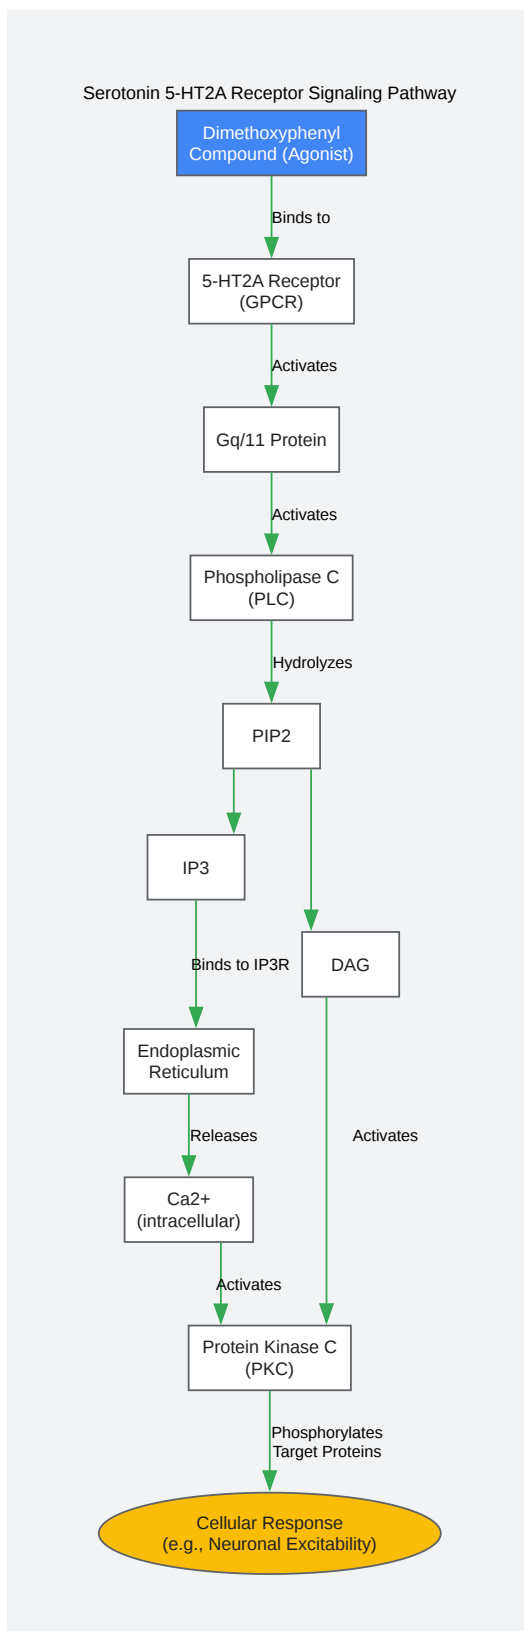 Serotonin 5-HT2A Receptor Signaling Pathway
Dimethoxyphenyl
Compound (Agonist)
Binds to
5-HT2A Receptor
(GPCR)
Activates
Gq/11 Protein
Activates
Phospholipase C
(PLC)
Hydrolyzes
PIP2
IP3
Binds to IP3R
DAG
Endoplasmic
Reticulum
Releases
Activates
Ca2+
(intracellular)
Activates
Protein Kinase C
(PKC)
Phosphorylates
Target Proteins
Cellular Response
(e.g., Neuronal Excitability)